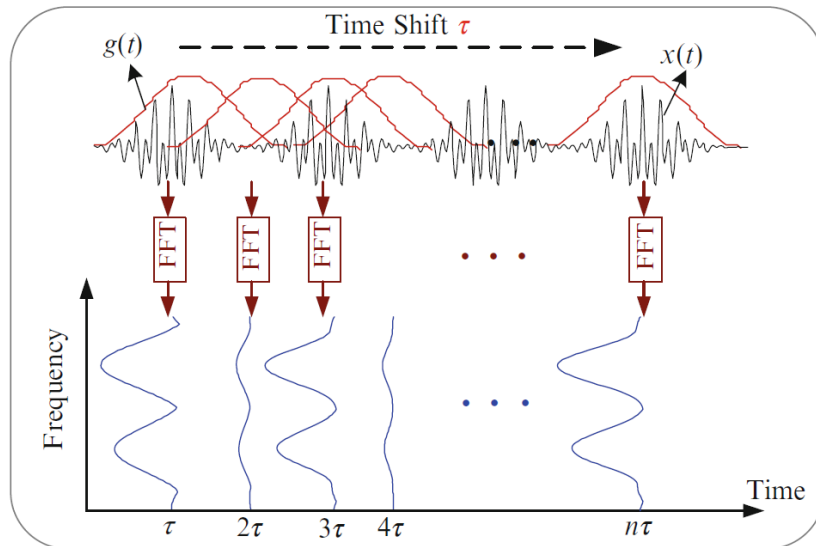 Time Shift τ
g(t)
x(t)
FFT
FFT
FFT
FFT
Frequency
Time
τ
2τ
3τ
4τ
nτ